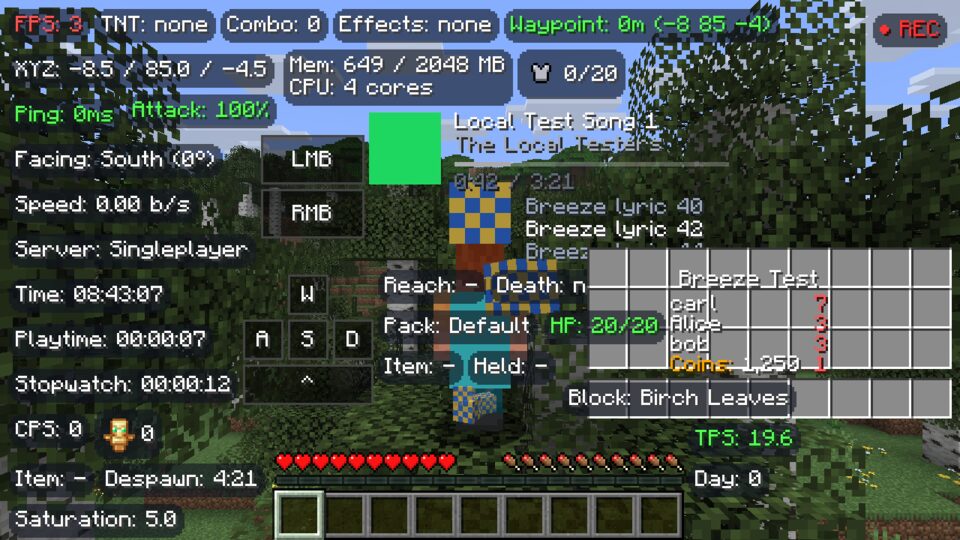 FPS: 3 TNT: none Combo: 0 Effects: none Waypoint: 0m (-8 85 -4) REC
XYZ: -8.5 / 85.0 / -4.5
Mem: 649 / 2048 MB
CPU: 4 cores
0/20
Ping: 0ms Attack: 100%
Local Test Song 1
The Local Testers
0:42 / 3:21
Facing: South (0°)
LMB
Speed: 0.00 b/s
RMB
Breeze lyric 40
Breeze lyric 42
Breeze lyric
Server: Singleplayer
Time: 08:43:07
W
Reach: - Death: n
Breeze Test
carl 7
Alice 3
bob 3
Coins: 1,250 1
Playtime: 00:00:07
A S D
Pack: Default HP: 20/20
Item: - Held: -
Stopwatch: 00:00:12
^
Block: Birch Leaves
CPS: 0 0
TPS: 19.6
Item: - Despawn: 4:21
Day: 0
Saturation: 5.0